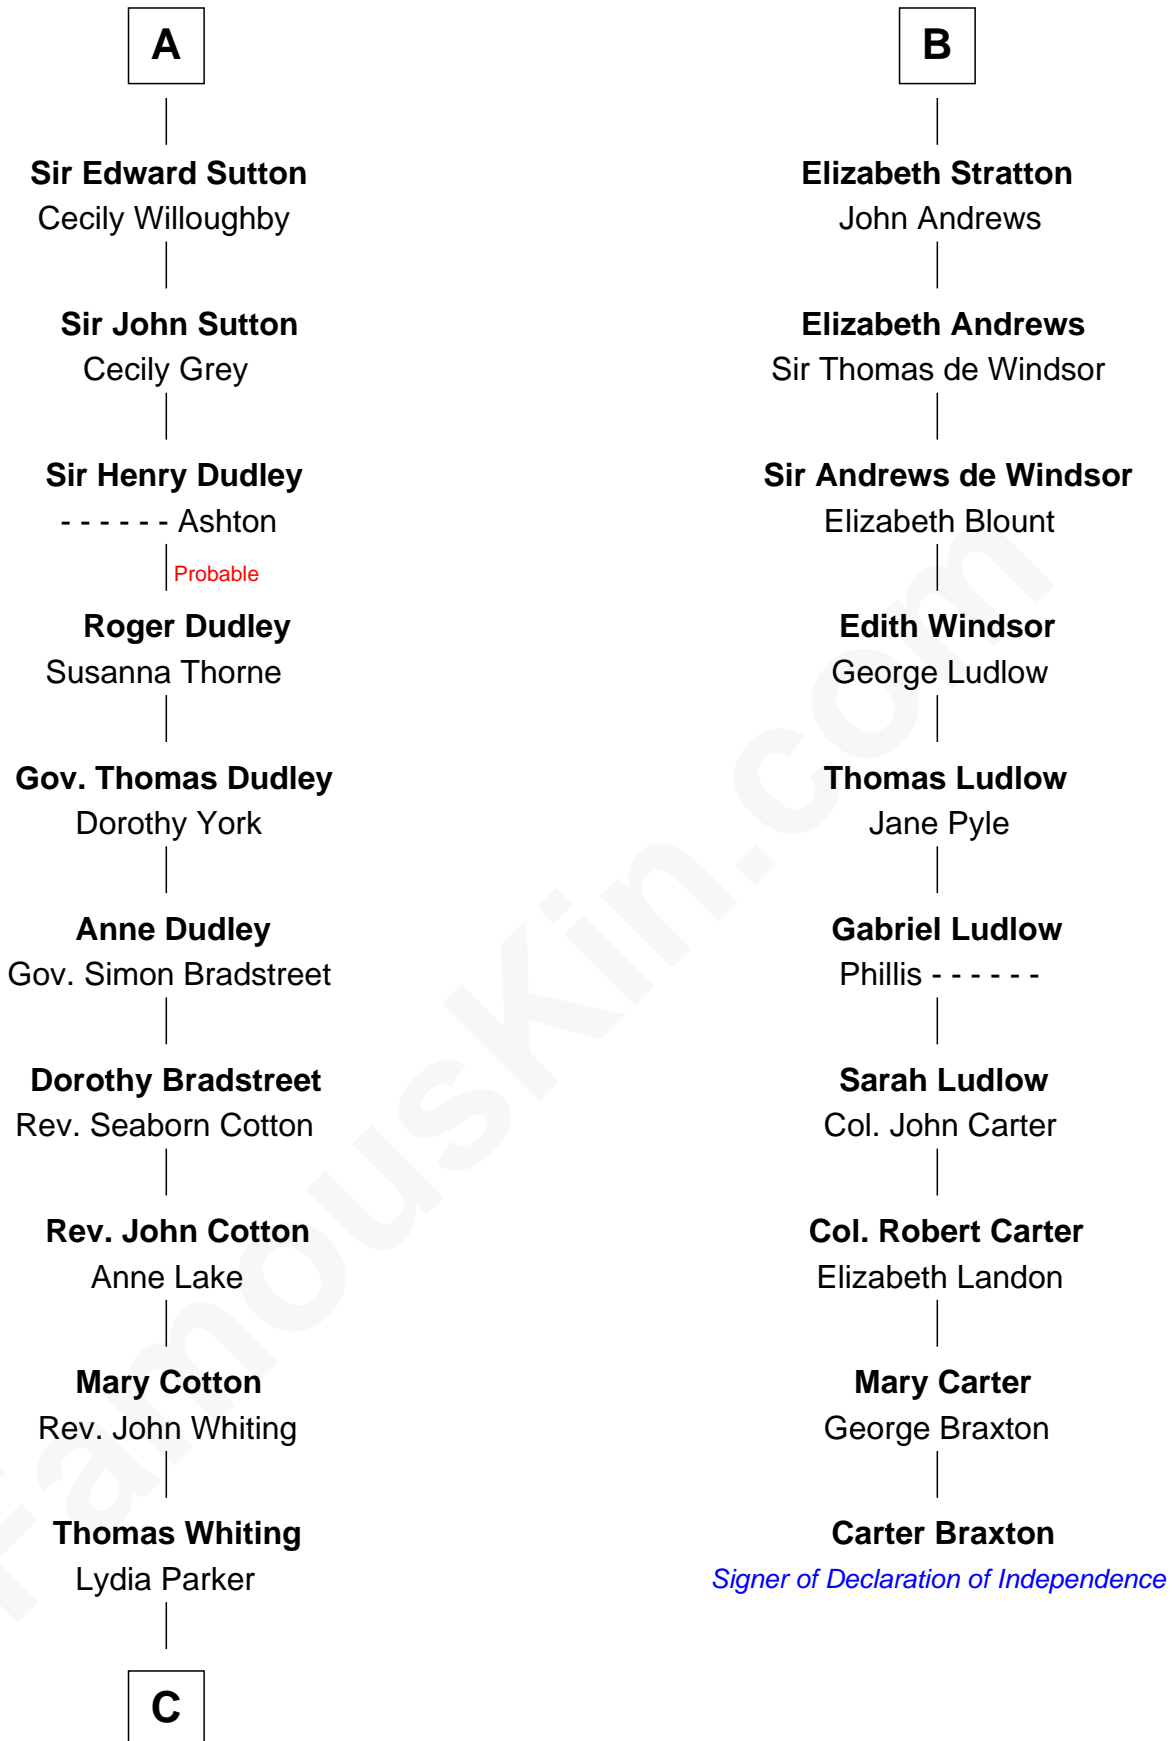 A
Sir Edward Sutton
Cecily Willoughby
Sir John Sutton
Cecily Grey
Sir Henry Dudley
- - - - - - Ashton
Probable
Roger Dudley
Susanna Thorne
Gov. Thomas Dudley
Dorothy York
Anne Dudley
Gov. Simon Bradstreet
Dorothy Bradstreet
Rev. Seaborn Cotton
Rev. John Cotton
Anne Lake
Mary Cotton
Rev. John Whiting
Thomas Whiting
Lydia Parker
C
B
Elizabeth Stratton
John Andrews
Elizabeth Andrews
Sir Thomas de Windsor
Sir Andrews de Windsor
Elizabeth Blount
Edith Windsor
George Ludlow
Thomas Ludlow
Jane Pyle
Gabriel Ludlow
Phillis - - - - - -
Sarah Ludlow
Col. John Carter
Col. Robert Carter
Elizabeth Landon
Mary Carter
George Braxton
Carter Braxton
Signer of Declaration of Independence
FamousKin.com